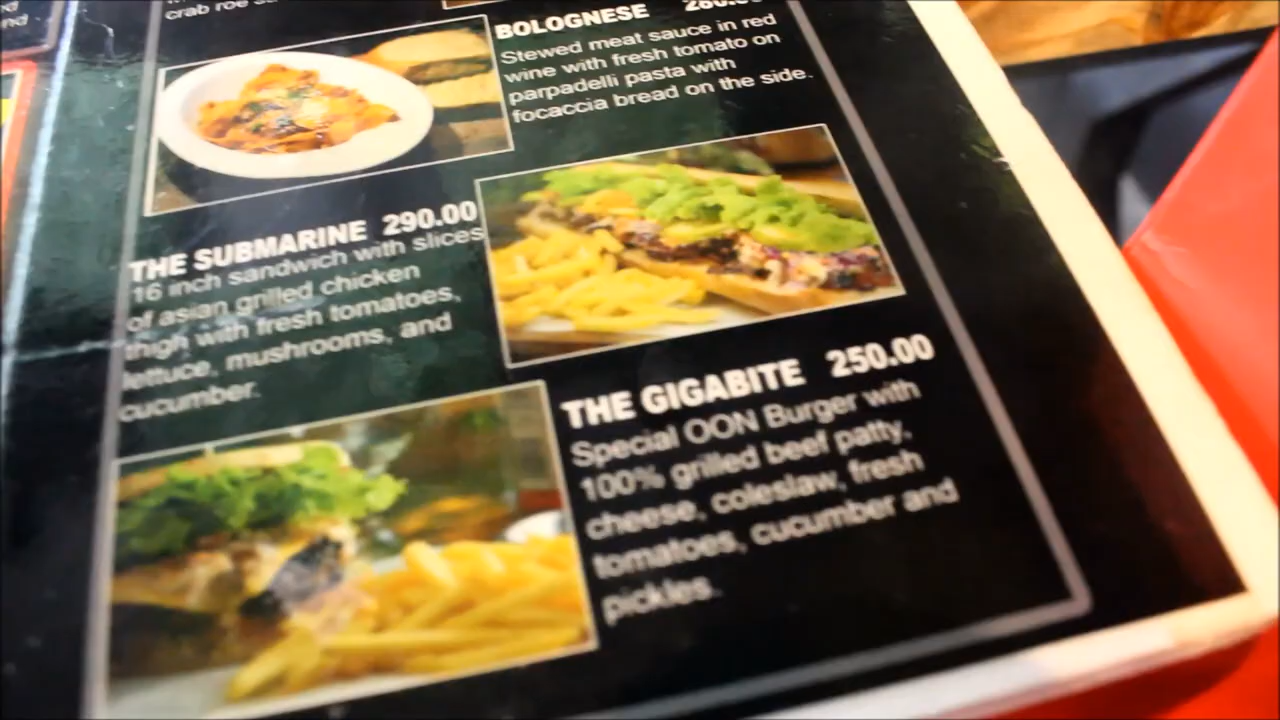 crab roe
BOLOGNESE
Stewed meat sauce in red
wine with fresh tomato on
parpadelli pasta with
focaccia bread on the side.
THE SUBMARINE 290.00
16 inch sandwich with slices
of asian grilled chicken
thigh with fresh tomatoes,
lettuce, mushrooms, and
cucumber.
THE GIGABITE 250.00
Special OON Burger with
100% grilled beef patty,
cheese, coleslaw, fresh
tomatoes, cucumber and
pickles.